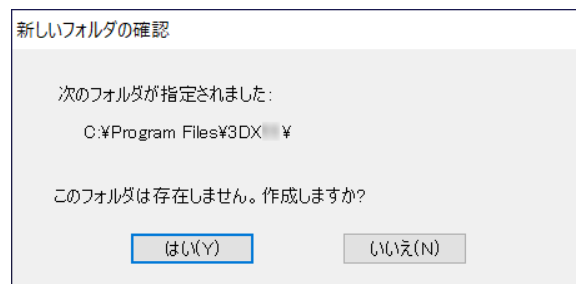 新しいフォルダの確認
次のフォルダが指定されました:
C:¥Program Files¥3DX ¥
このフォルダは存在しません。作成しますか?
はい(Y)
いいえ(N)